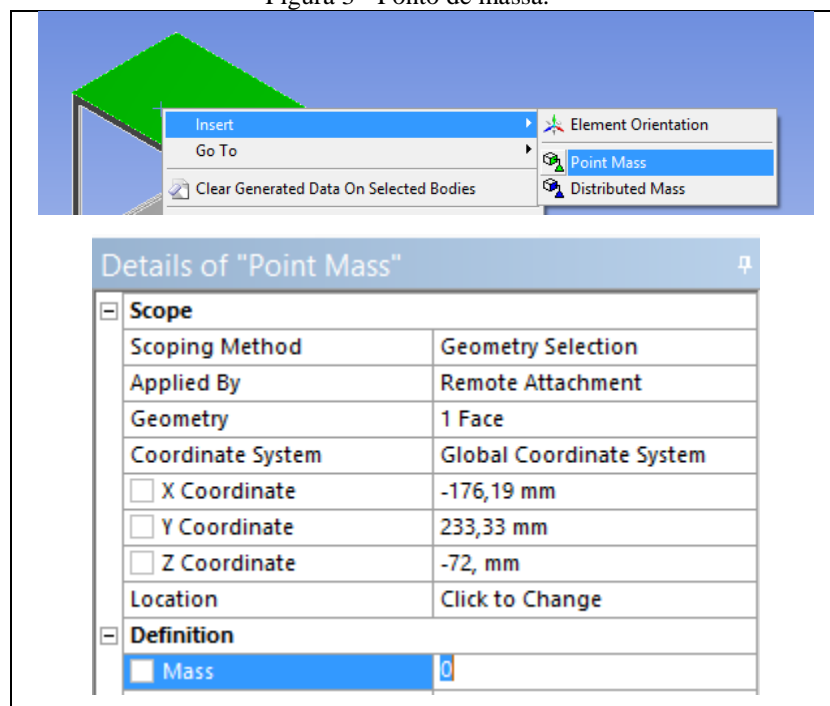 Figura 3 - Ponto de massa.
Insert
Element Orientation
Go To
Point Mass
Clear Generated Data On Selected Bodies
Distributed Mass
Details of "Point Mass"
Scope
Scoping Method Geometry Selection
Applied By Remote Attachment
Geometry 1 Face
Coordinate System Global Coordinate System
X Coordinate -176,19 mm
Y Coordinate 233,33 mm
Z Coordinate -72, mm
Location Click to Change
Definition
Mass 0